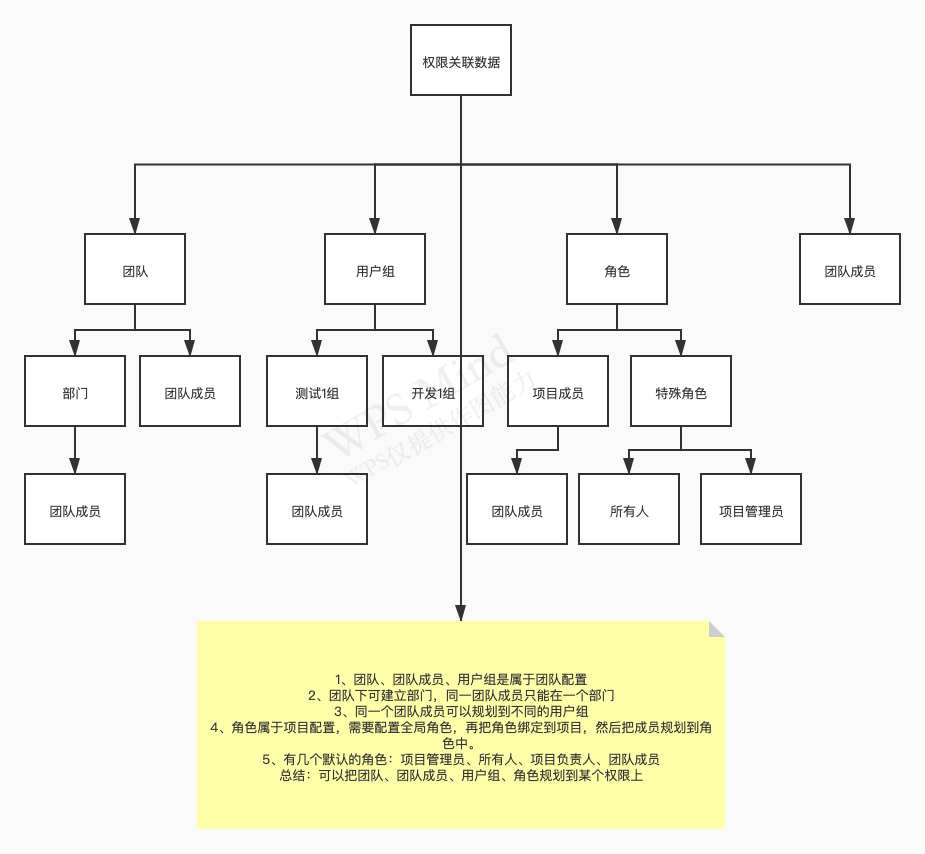 权限关联数据
团队
用户组
角色
团队成员
部门
团队成员
测试1组
开发1组
项目成员
特殊角色
团队成员
团队成员
团队成员
所有人
项目管理员
WPS Mind
WPS仅提供作图能力
1、团队、团队成员、用户组是属于团队配置
2、团队下可建立部门，同一团队成员只能在一个部门
3、同一个团队成员可以规划到不同的用户组
4、角色属于项目配置，需要配置全局角色，再把角色绑定到项目，然后把成员规划到角
色中。
5、有几个默认的角色：项目管理员、所有人、项目负责人、团队成员
总结：可以把团队、团队成员、用户组、角色规划到某个权限上